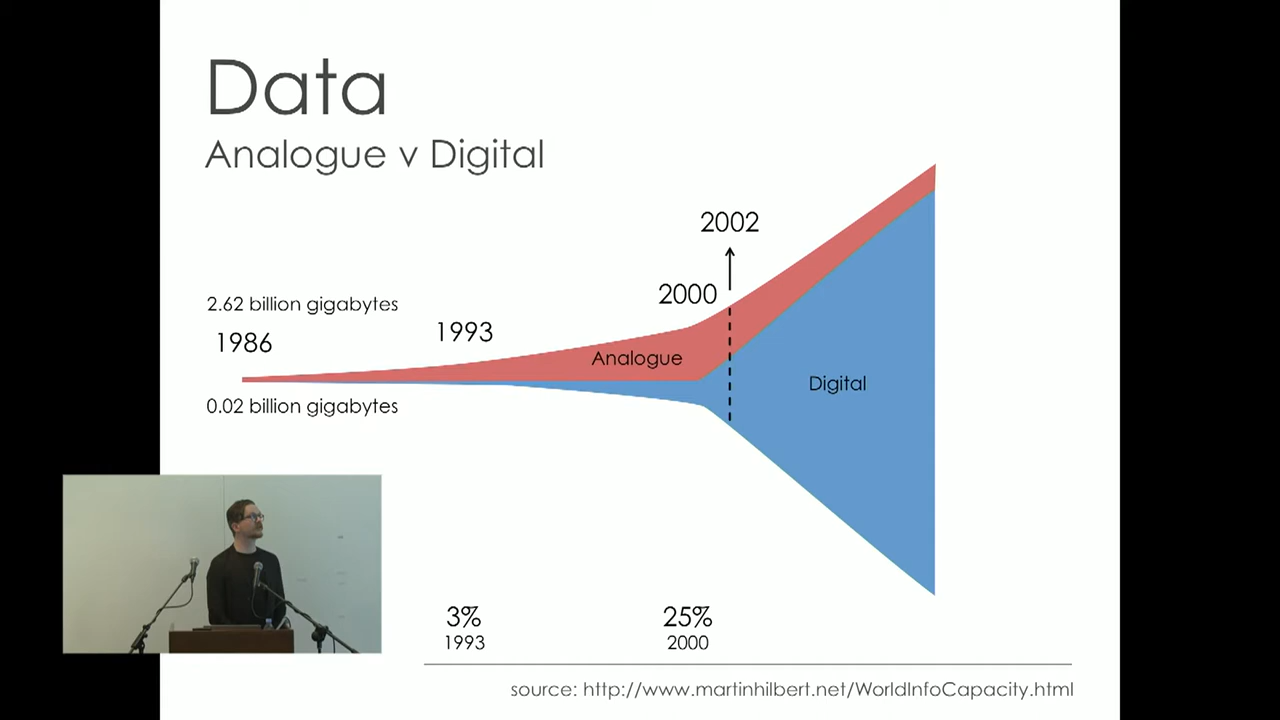 Data
Analogue v Digital
2002
2000
2.62 billion gigabytes
1993
1986
Analogue
Digital
0.02 billion gigabytes
3%
25%
1993
2000
source: http://www.martinhilbert.net/WorldInfoCapacity.html